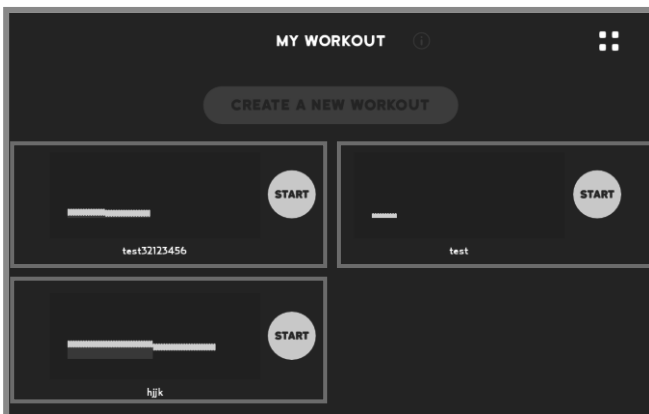 MY WORKOUT i
CREATE A NEW WORKOUT
START
START
test32123456
test
START
hjjk